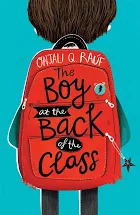 ONJALI Q. RAÚF
The
Boy
at the
BACK
of the
CLASS